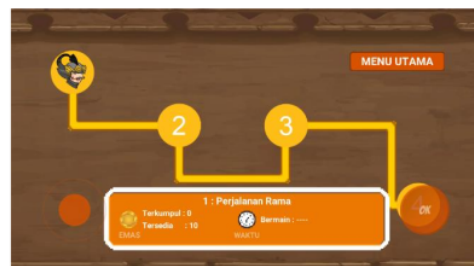 MENU UTAMA
2
3
1 : Perjalanan Rama
Terkumpul : 0
Tersedia : 10
EMAS
Bermain : ----
WAKTU
OK